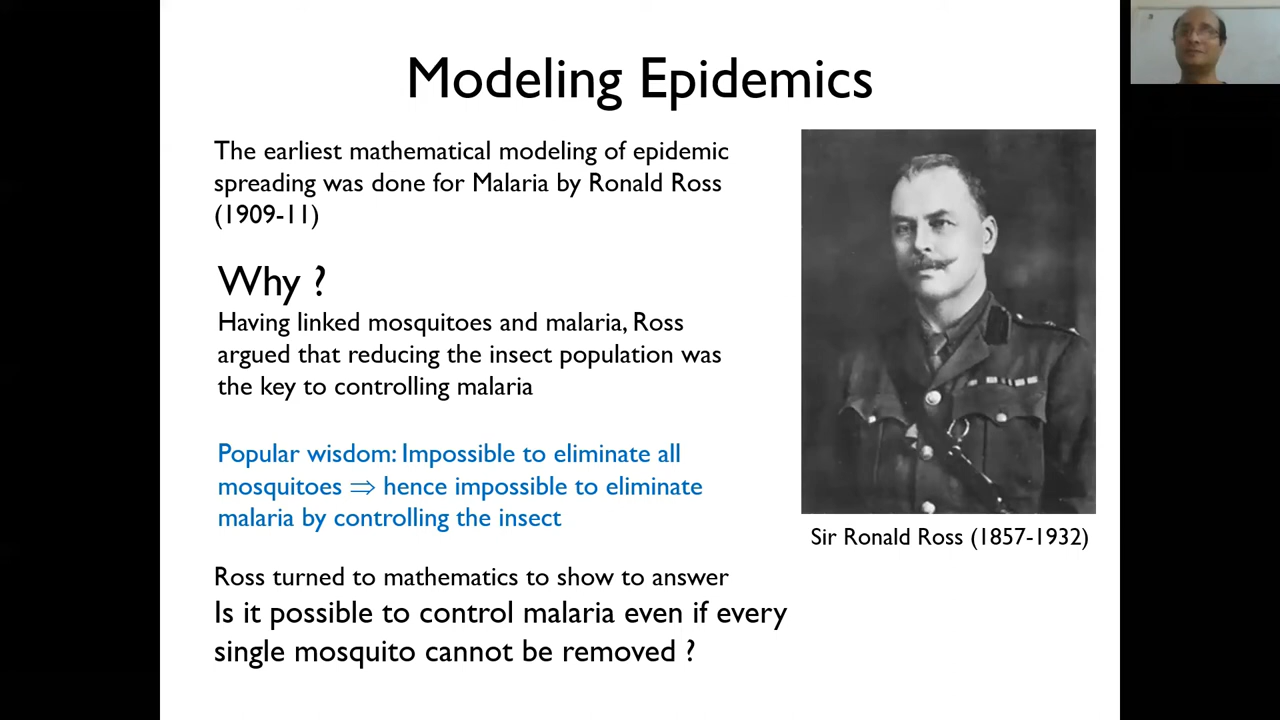 Modeling Epidemics
The earliest mathematical modeling of epidemic
spreading was done for Malaria by Ronald Ross
(1909-11)
Why ?
Having linked mosquitoes and malaria, Ross
argued that reducing the insect population was
the key to controlling malaria
Popular wisdom: Impossible to eliminate all
mosquitoes ⇒ hence impossible to eliminate
malaria by controlling the insect
Sir Ronald Ross (1857-1932)
Ross turned to mathematics to show to answer
Is it possible to control malaria even if every
single mosquito cannot be removed ?